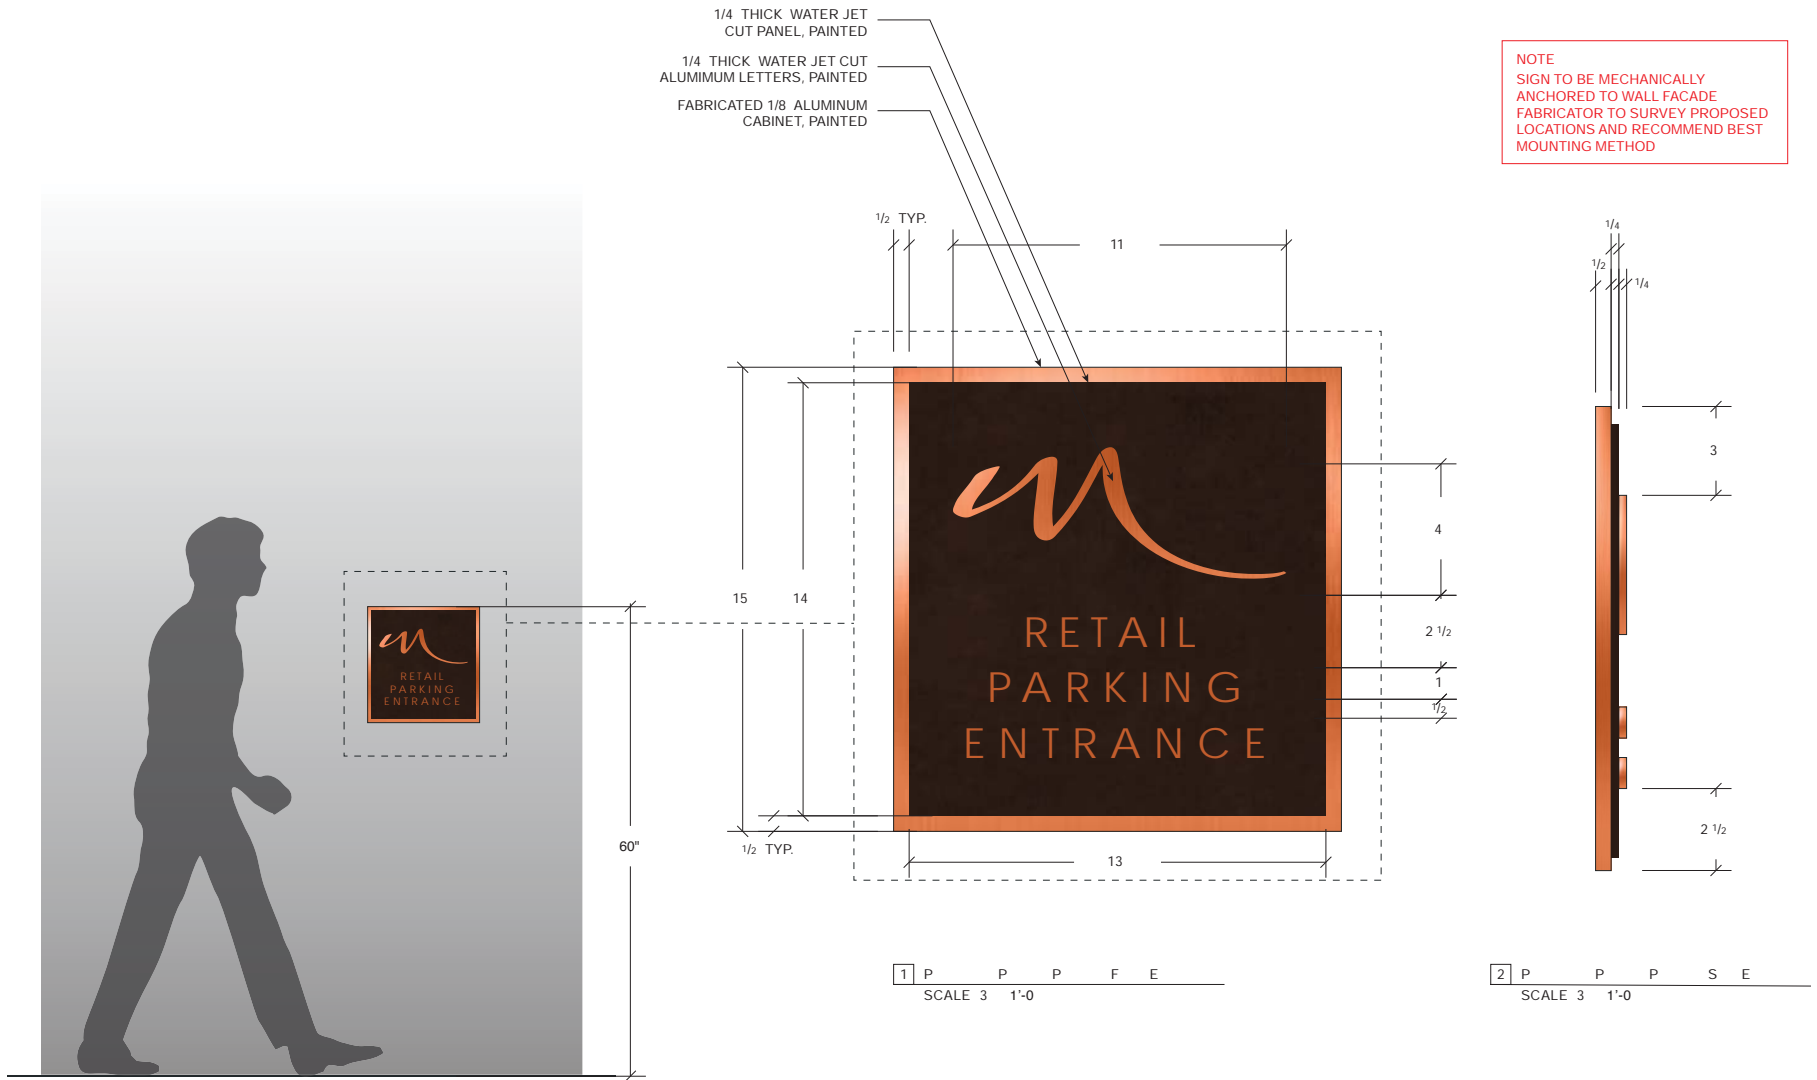 1/4 THICK WATER JET
CUT PANEL, PAINTED
1/4 THICK WATER JET CUT
ALUMIMUM LETTERS, PAINTED
FABRICATED 1/8 ALUMINUM
CABINET, PAINTED
NOTE
SIGN TO BE MECHANICALLY
ANCHORED TO WALL FACADE
FABRICATOR TO SURVEY PROPOSED
LOCATIONS AND RECOMMEND BEST
MOUNTING METHOD
1/2 TYP.
11
1/4
1/2
1/4
3
4
15
14
2 1/2
1
1/2
m
RETAIL
PARKING
ENTRANCE
m
RETAIL
PARKING
ENTRANCE
60"
1/2 TYP.
13
2 1/2
1 P P P F E
SCALE 3 1'-0
2 P P P S E
SCALE 3 1'-0